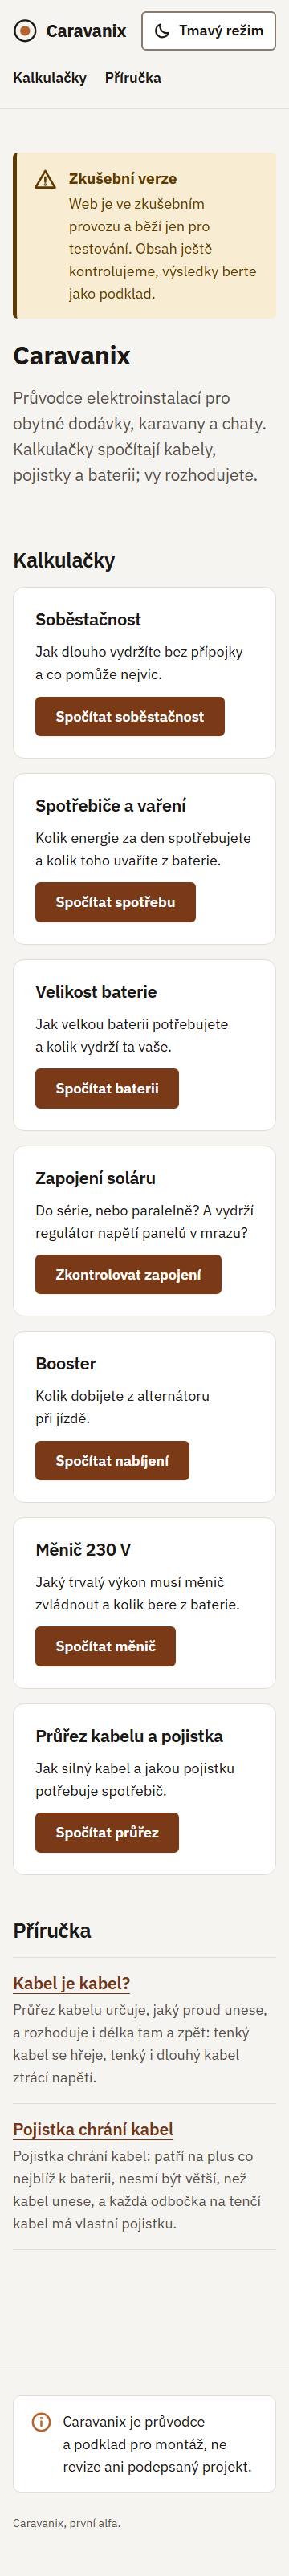 Caravanix
Tmavý režim
Kalkulačky Příručka
Zkušební verze
Web je ve zkušebním
provozu a běží jen pro
testování. Obsah ještě
kontrolujeme, výsledky berte
jako podklad.
Caravanix
Průvodce elektroinstalací pro
obytné dodávky, karavany a chaty.
Kalkulačky spočítají kabely,
pojistky a baterii; vy rozhodujete.
Kalkulačky
Soběstačnost
Jak dlouho vydržíte bez přípojky
a co pomůže nejvíc.
Spočítat soběstačnost
Spotřebiče a vaření
Kolik energie za den spotřebujete
a kolik toho uvaříte z baterie.
Spočítat spotřebu
Velikost baterie
Jak velkou baterii potřebujete
a kolik vydrží ta vaše.
Spočítat baterii
Zapojení soláru
Do série, nebo paralelně? A vydrží
regulátor napětí panelů v mrazu?
Zkontrolovat zapojení
Booster
Kolik dobijete z alternátoru
při jízdě.
Spočítat nabíjení
Měnič 230 V
Jaký trvalý výkon musí měnič
zvládnout a kolik bere z baterie.
Spočítat měnič
Průřez kabelu a pojistka
Jak silný kabel a jakou pojistku
potřebuje spotřebič.
Spočítat průřez
Příručka
Kabel je kabel?
Průřez kabelu určuje, jaký proud unese,
a rozhoduje i délka tam a zpět: tenký
kabel se hřeje, tenký i dlouhý kabel
ztrácí napětí.
Pojistka chrání kabel
Pojistka chrání kabel: patří na plus co
nejblíž k baterii, nesmí být větší, než
kabel unese, a každá odbočka na tenčí
kabel má vlastní pojistku.
Caravanix je průvodce
a podklad pro montáž, ne
revize ani podepsaný projekt.
Caravanix, první alfa.